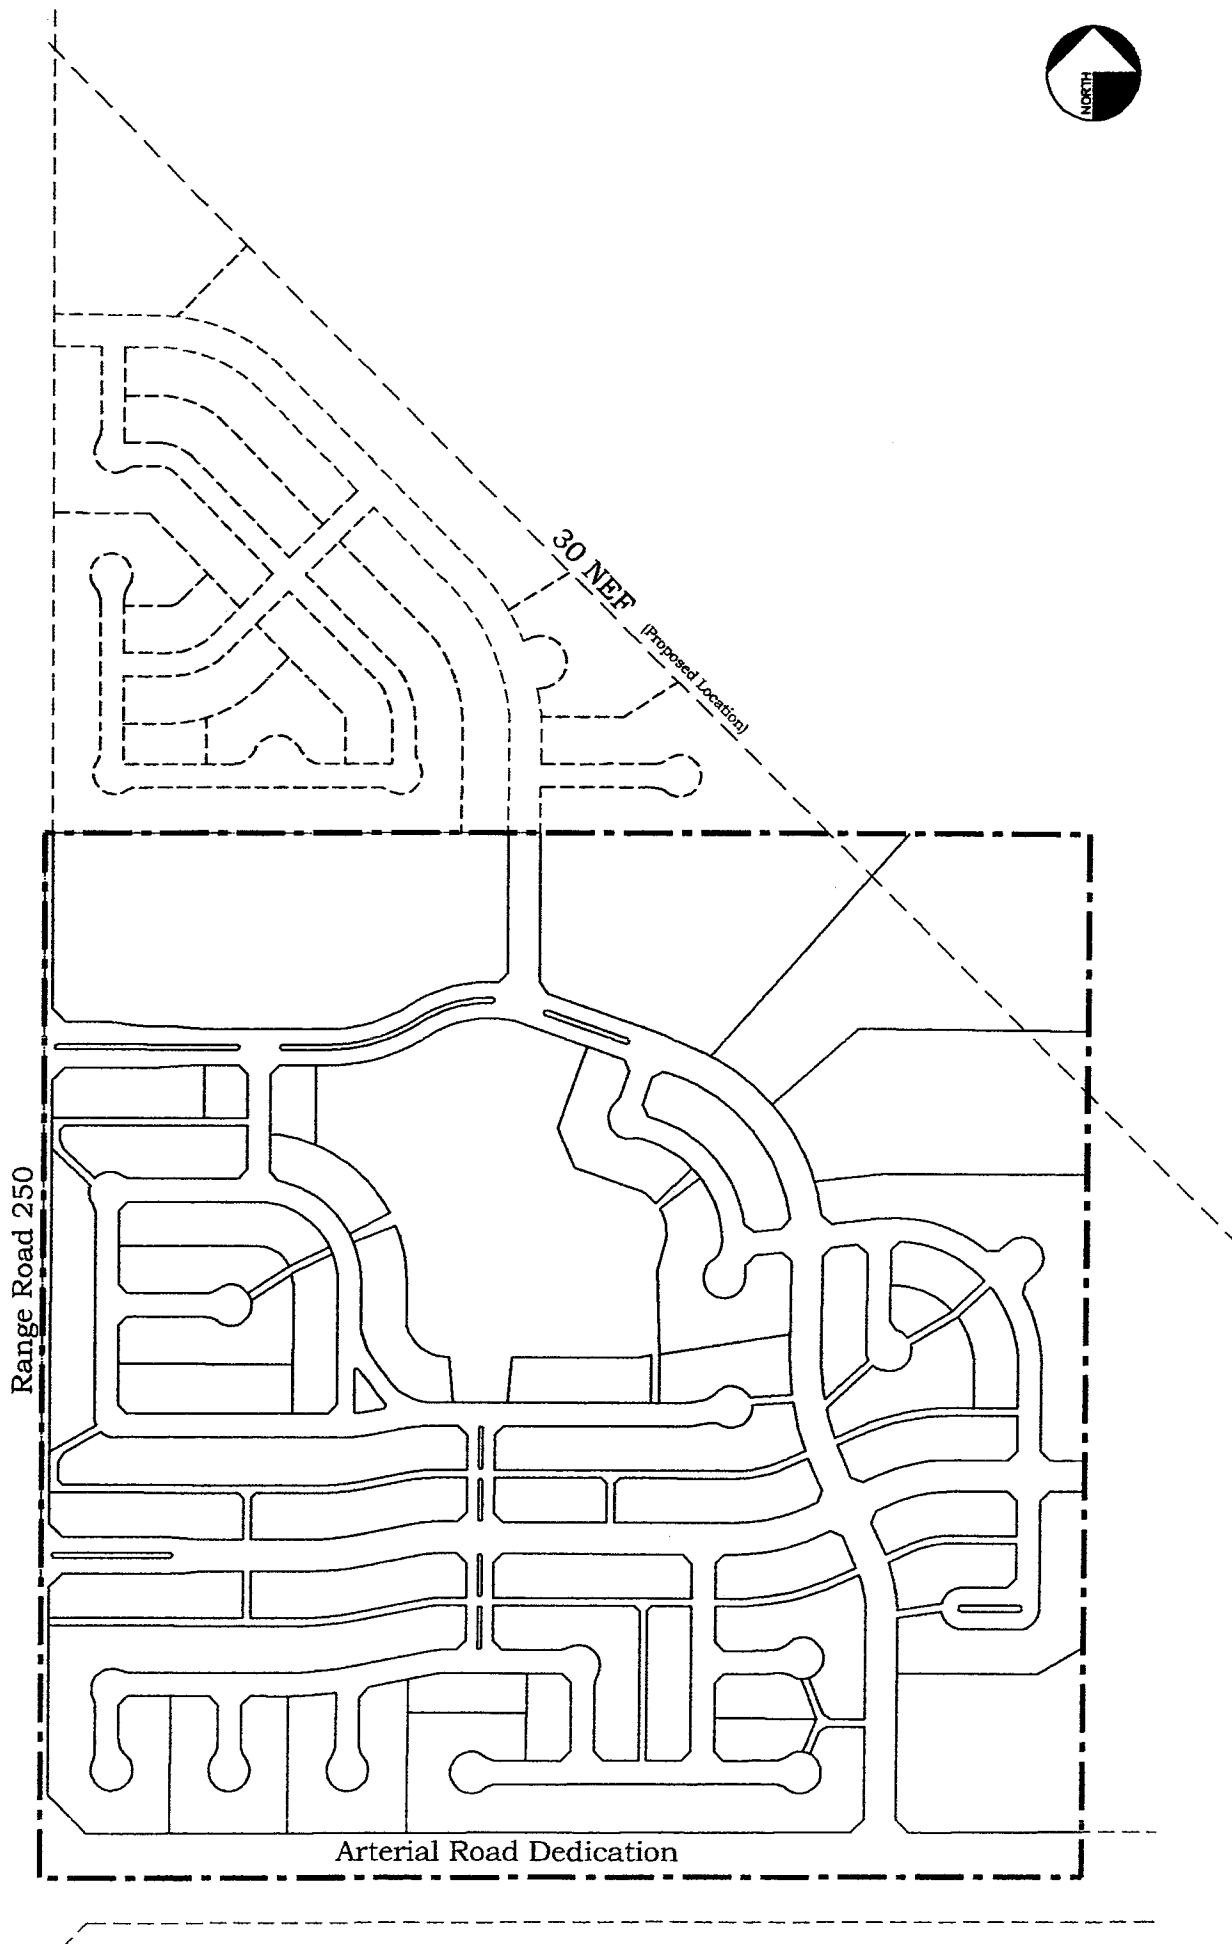 NORTH
30 NEF
(Proposed Location)
Range Road 250
Arterial Road Dedication